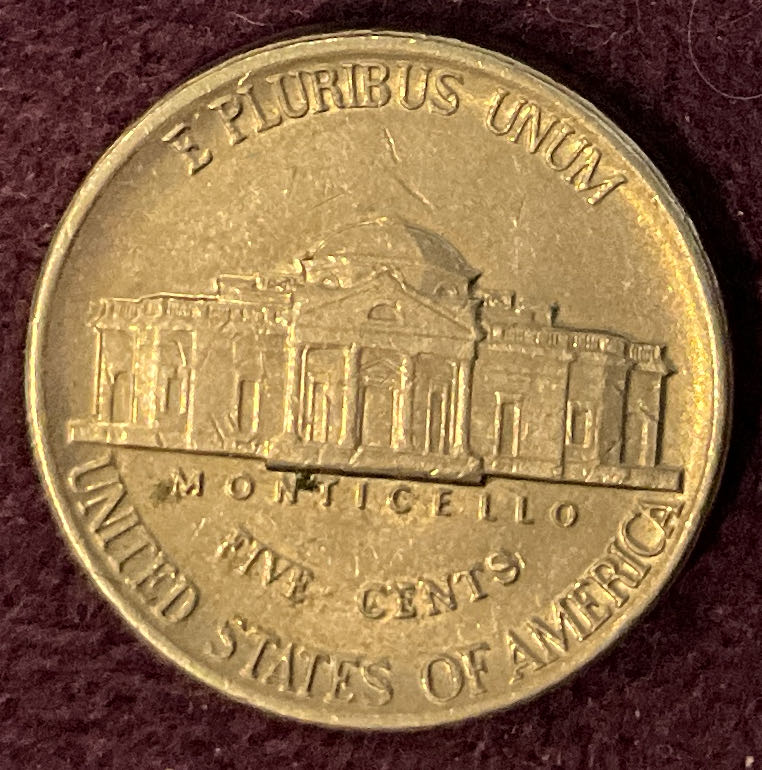 E PLURIBUS UNUM
MONTICELLO
FIVE CENTS
UNITED STATES OF AMERICA